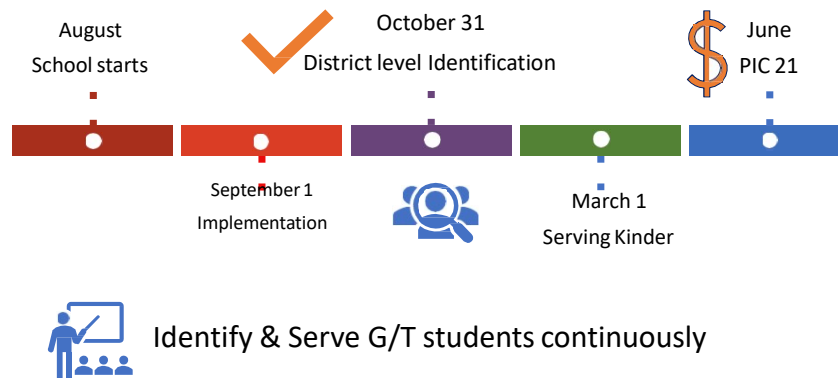 August
School starts
September 1
Implementation
October 31
District level Identification
March 1
Serving Kinder
$
June
PIC 21
Identify & Serve G/T students continuously